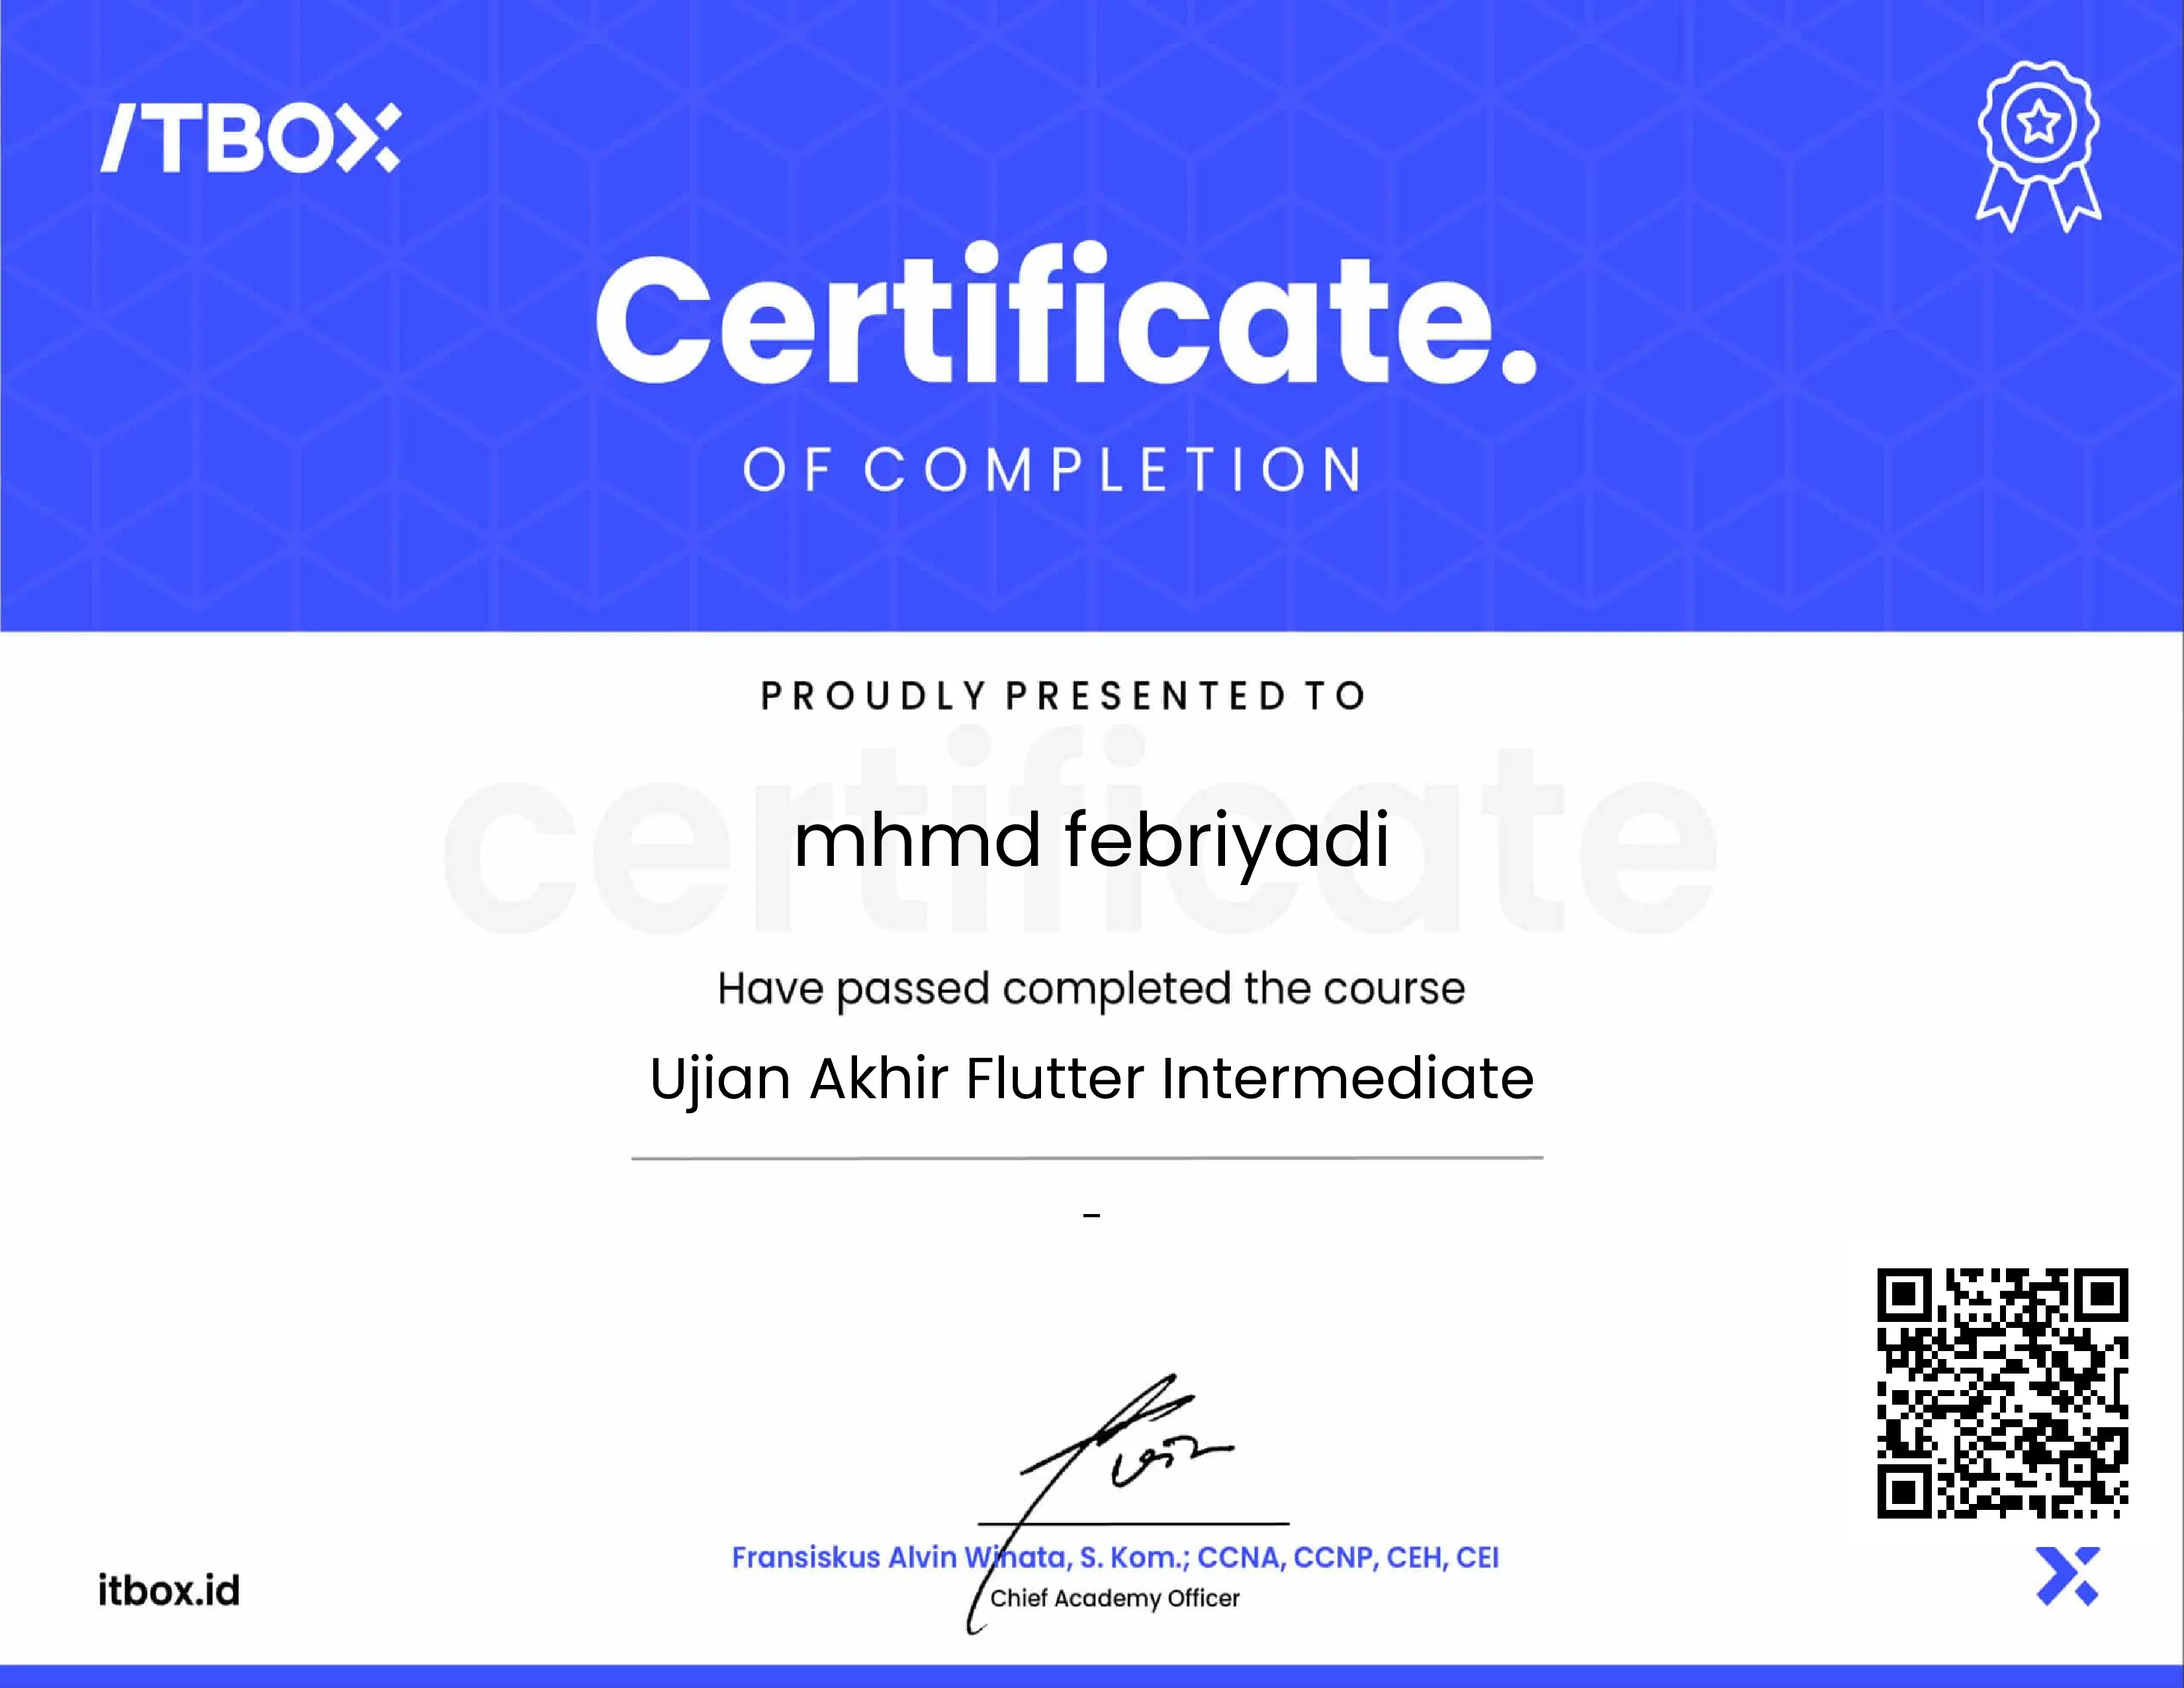 ITBOX
Certificate.
OF COMPLETION
PROUDLY PRESENTED TO
certificate
mhmd febriyadi
Have passed completed the course
Ujian Akhir Flutter Intermediate
-
Fransiskus Alvin Winata, S. Kom.; CCNA, CCNP, CEH, CEI
Chief Academy Officer
itbox.id